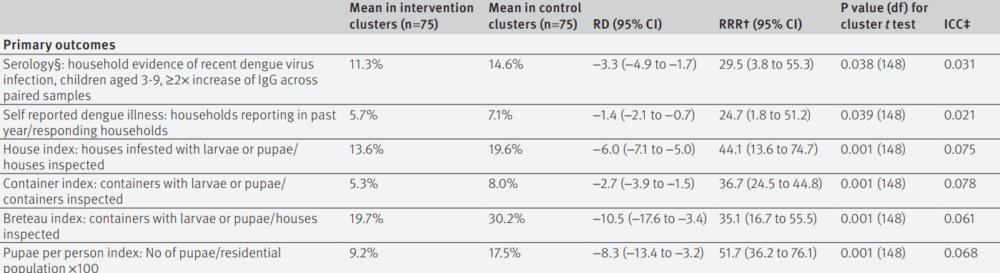 Mean in intervention clusters (n=75) Mean in control clusters (n=75) RD (95% CI) RRR† (95% CI) P value (df) for cluster t test ICC‡
Primary outcomes
Serology§: household evidence of recent dengue virus 11.3% 14.6% –3.3 (–4.9 to –1.7) 29.5 (3.8 to 55.3) 0.038 (148) 0.031
infection, children aged 3-9, ≥2× increase of IgG across
paired samples
Self reported dengue illness: households reporting in past 5.7% 7.1% –1.4 (–2.1 to –0.7) 24.7 (1.8 to 51.2) 0.039 (148) 0.021
year/responding households
House index: houses infested with larvae or pupae/ 13.6% 19.6% –6.0 (–7.1 to –5.0) 44.1 (13.6 to 74.7) 0.001 (148) 0.075
houses inspected
Container index: containers with larvae or pupae/ 5.3% 8.0% –2.7 (–3.9 to –1.5) 36.7 (24.5 to 44.8) 0.001 (148) 0.078
containers inspected
Breteau index: containers with larvae or pupae/houses 19.7% 30.2% –10.5 (–17.6 to –3.4) 35.1 (16.7 to 55.5) 0.001 (148) 0.061
inspected
Pupae per person index: No of pupae/residential 9.2% 17.5% –8.3 (–13.4 to –3.2) 51.7 (36.2 to 76.1) 0.001 (148) 0.068
population ×100